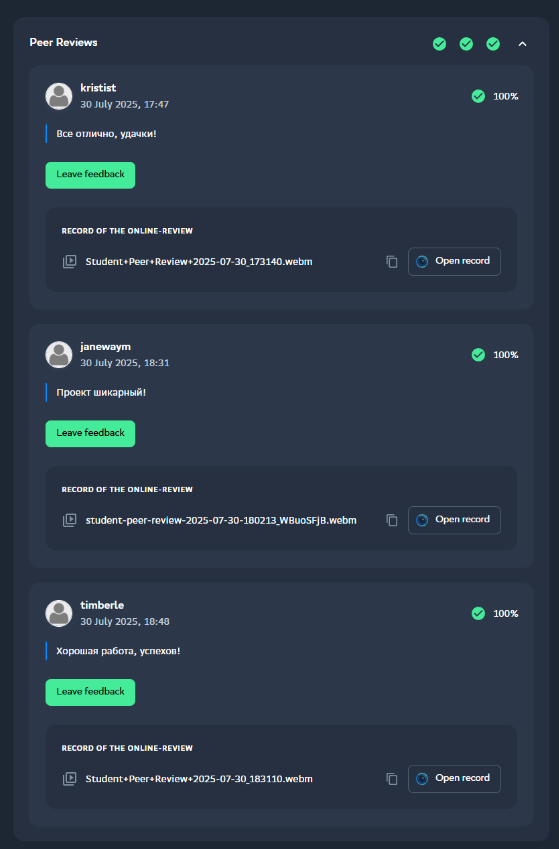 Peer Reviews
kristist
30 July 2025, 17:47
100%
Все отлично, удачки!
Leave feedback
RECORD OF THE ONLINE-REVIEW
Student+Peer+Review+2025-07-30_173140.webm
Open record
janewaym
30 July 2025, 18:31
100%
Проект шикарный!
Leave feedback
RECORD OF THE ONLINE-REVIEW
student-peer-review-2025-07-30-180213_WBuoSFjB.webm
Open record
timberle
30 July 2025, 18:48
100%
Хорошая работа, успехов!
Leave feedback
RECORD OF THE ONLINE-REVIEW
Student+Peer+Review+2025-07-30_183110.webm
Open record